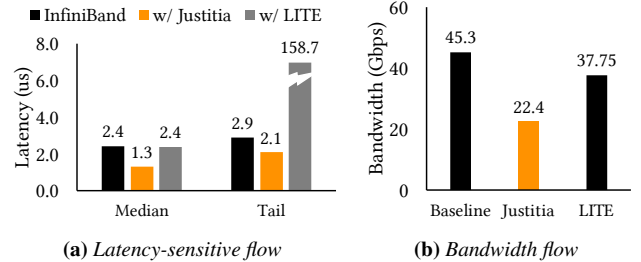 InfiniBand w/ Justitia w/ LITE
Latency (us)
8.0
6.0
4.0
2.0
0.0
2.4
1.3
2.4
2.9
2.1
158.7
Median
Tail
(a) Latency-sensitive flow
Bandwidth (Gbps)
60
40
20
0
45.3
22.4
37.75
Baseline
Justitia
LITE
(b) Bandwidth flow